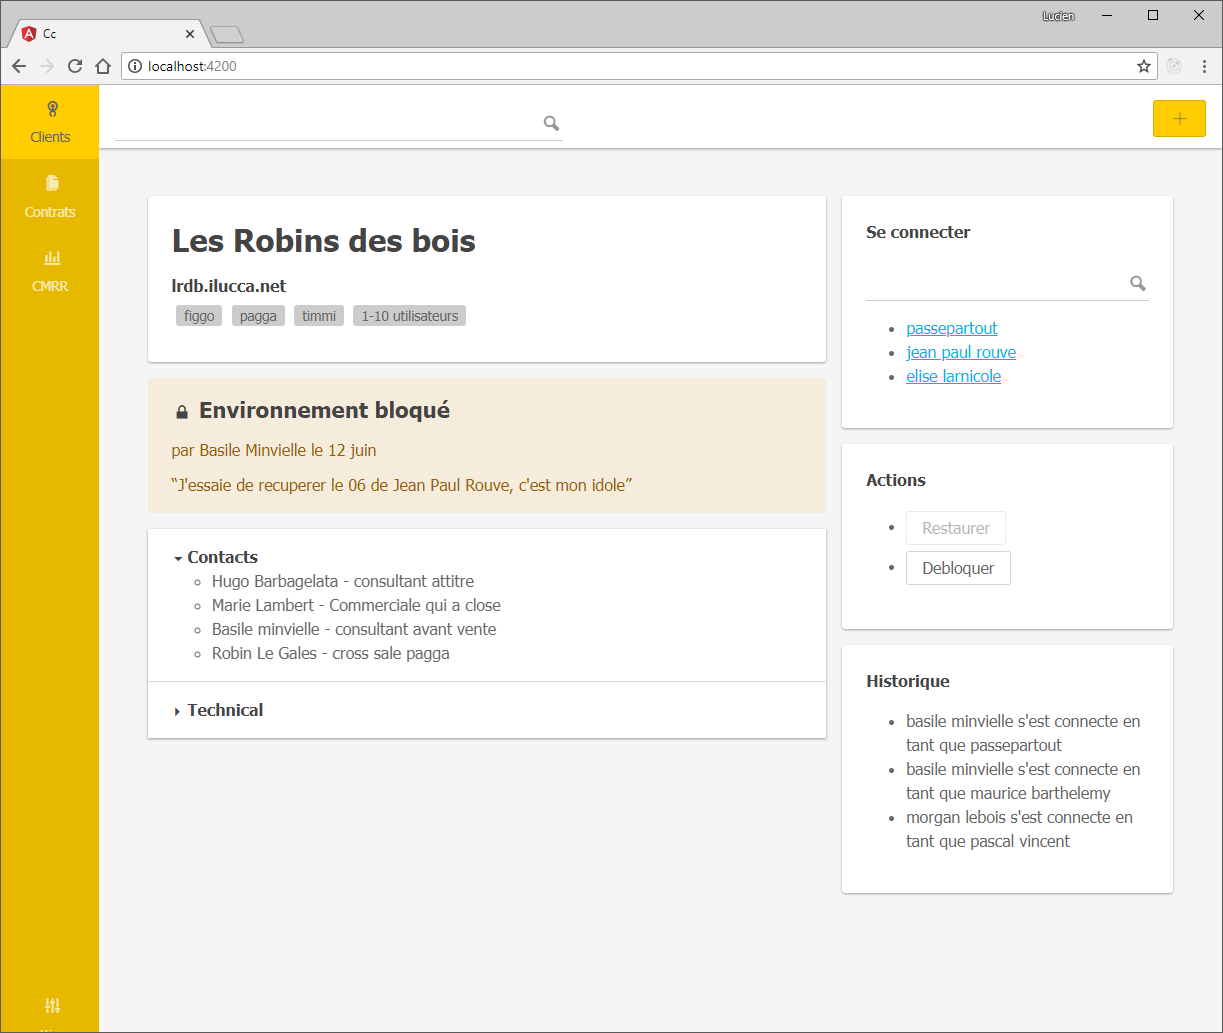 Lucien
Cc
localhost:4200
Clients
Contrats
CMRR
Les Robins des bois
lrdb.ilucca.net
figgo pagga timmi 1-10 utilisateurs
Environnement bloqué
par Basile Minvielle le 12 juin
“J'essaie de recuperer le 06 de Jean Paul Rouve, c'est mon idole”
Contacts
Hugo Barbagelata - consultant attitre
Marie Lambert - Commerciale qui a close
Basile minvielle - consultant avant vente
Robin Le Gales - cross sale pagga
Technical
Se connecter
passepartout
jean paul rouve
elise larnicole
Actions
Restaurer
Debloquer
Historique
basile minvielle s'est connecte en
tant que passepartout
basile minvielle s'est connecte en
tant que maurice barthelemy
morgan lebois s'est connecte en
tant que pascal vincent